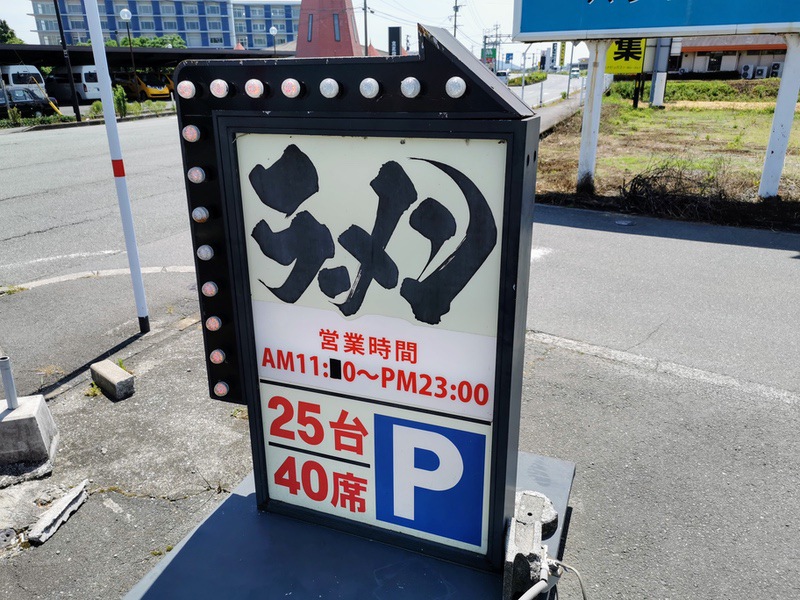 ラーメン
営業時間
AM11:0～PM23:00
25台
40席
P
集